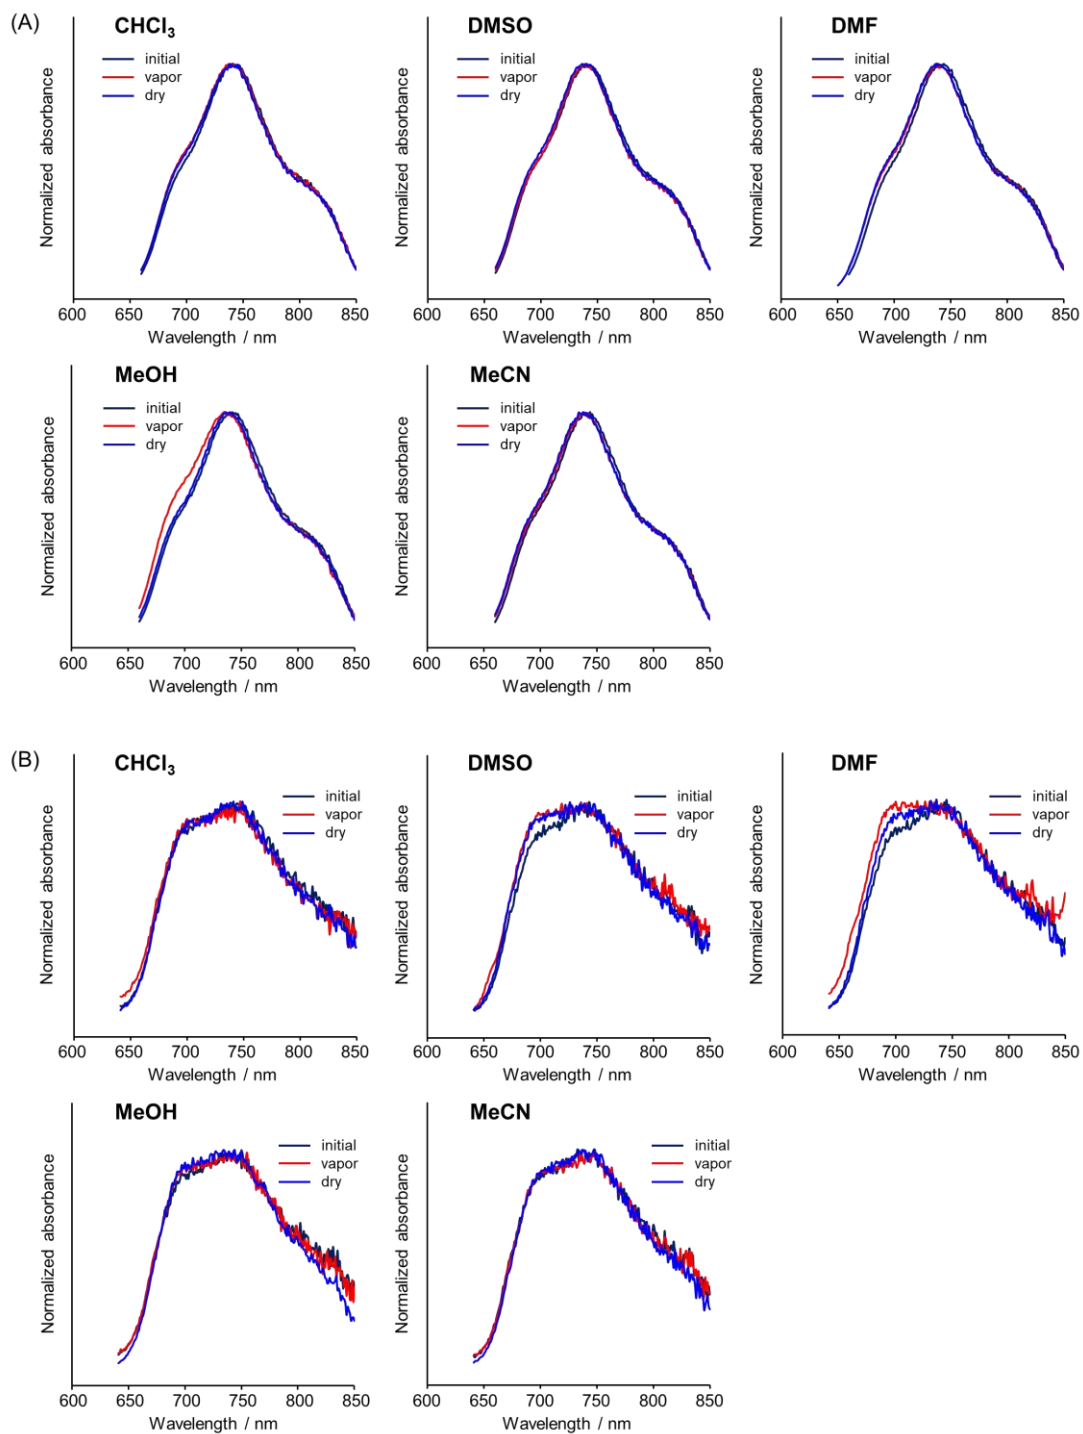 (A)
CHCl3
initial
vapor
dry
Normalized absorbance
600 650 700 750 800 850
Wavelength / nm
DMSO
initial
vapor
dry
Normalized absorbance
600 650 700 750 800 850
Wavelength / nm
DMF
initial
vapor
dry
Normalized absorbance
600 650 700 750 800 850
Wavelength / nm
MeOH
initial
vapor
dry
Normalized absorbance
600 650 700 750 800 850
Wavelength / nm
MeCN
initial
vapor
dry
Normalized absorbance
600 650 700 750 800 850
Wavelength / nm
(B)
CHCl3
initial
vapor
dry
Normalized absorbance
600 650 700 750 800 850
Wavelength / nm
DMSO
initial
vapor
dry
Normalized absorbance
600 650 700 750 800 850
Wavelength / nm
DMF
initial
vapor
dry
Normalized absorbance
600 650 700 750 800 850
Wavelength / nm
MeOH
initial
vapor
dry
Normalized absorbance
600 650 700 750 800 850
Wavelength / nm
MeCN
initial
vapor
dry
Normalized absorbance
600 650 700 750 800 850
Wavelength / nm